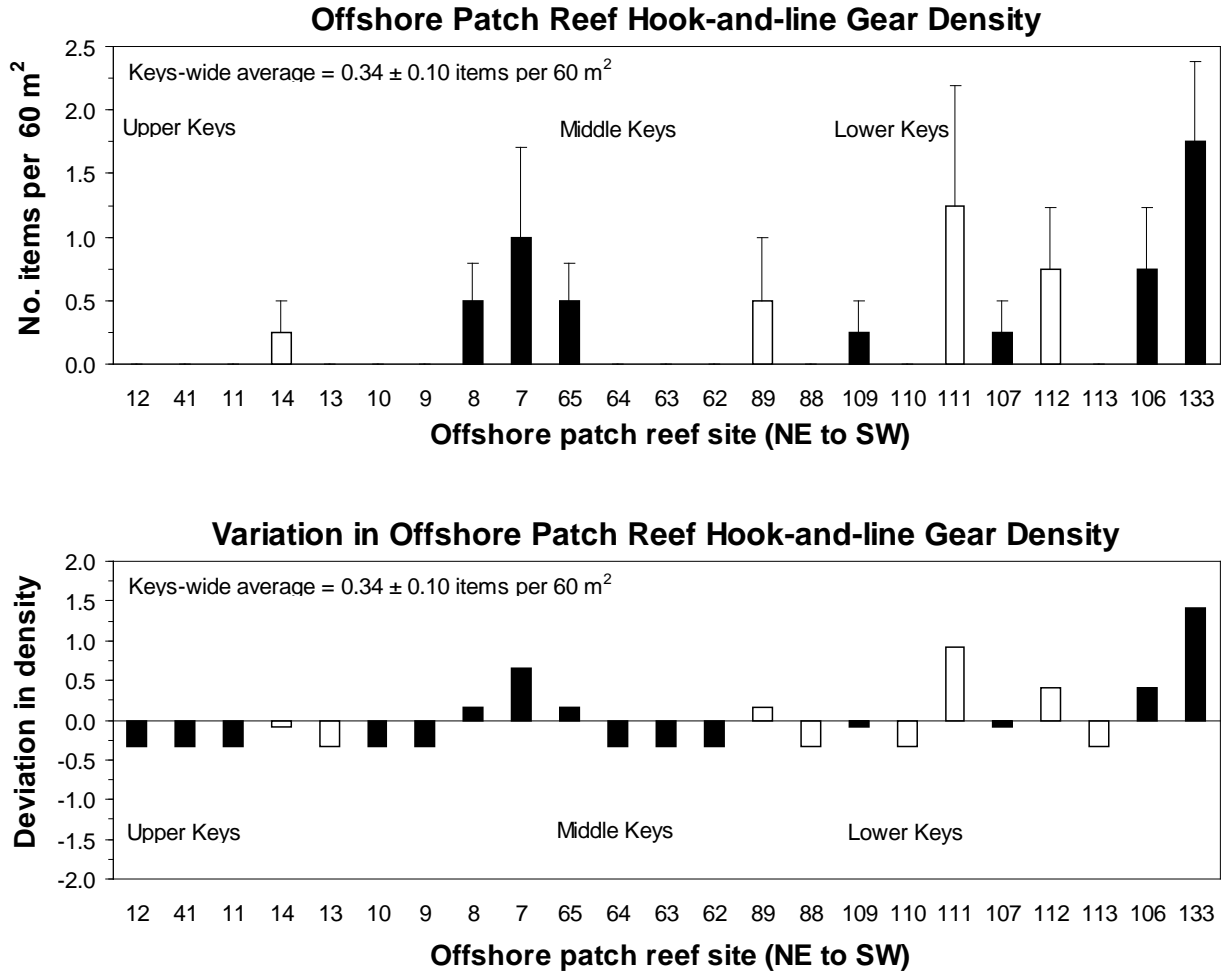 Offshore Patch Reef Hook-and-line Gear Density
No. items per 60 m²
2.5
2.0
1.5
1.0
0.5
0.0
Keys-wide average = 0.34 ± 0.10 items per 60 m²
Upper Keys
Middle Keys
Lower Keys
12 41 11 14 13 10 9 8 7 65 64 63 62 89 88 109 110 111 107 112 113 106 133
Offshore patch reef site (NE to SW)
Variation in Offshore Patch Reef Hook-and-line Gear Density
Deviation in density
2.0
1.5
1.0
0.5
0.0
-0.5
-1.0
-1.5
-2.0
Keys-wide average = 0.34 ± 0.10 items per 60 m²
Upper Keys
Middle Keys
Lower Keys
12 41 11 14 13 10 9 8 7 65 64 63 62 89 88 109 110 111 107 112 113 106 133
Offshore patch reef site (NE to SW)